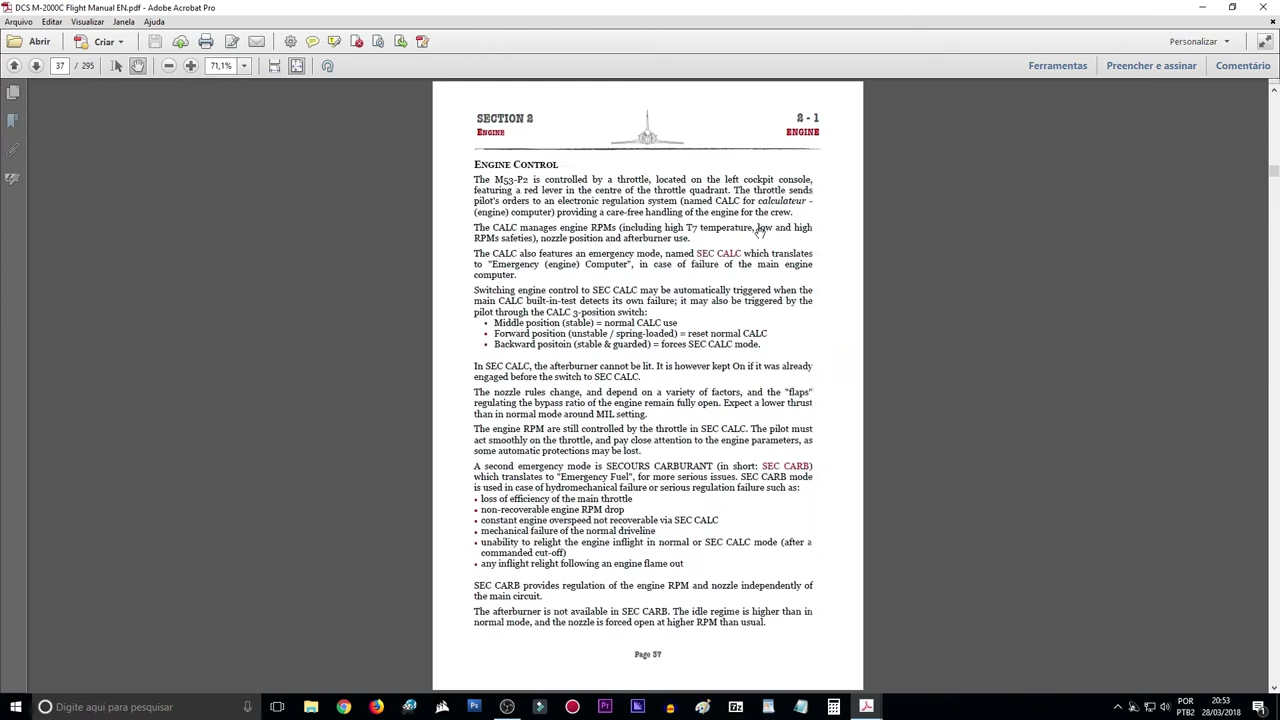 DCS M-2000C Flight Manual EN.pdf - Adobe Acrobat Pro
Arquivo Editar Visualizar Janela Ajuda
Abrir Criar Personalizar
37 / 295 71,1% Ferramentas Preencher e assinar Comentário
SECTION 2 2 - 1
ENGINE ENGINE
ENGINE CONTROL
The M53-P2 is controlled by a throttle, located on the left cockpit console,
featuring a red lever in the centre of the throttle quadrant. The throttle sends
pilot's orders to an electronic regulation system (named CALC for calculateur -
(engine) computer) providing a care-free handling of the engine for the crew.
The CALC manages engine RPMs (including high T7 temperature, low and high
RPMs safeties), nozzle position and afterburner use.
The CALC also features an emergency mode, named SEC CALC which translates
to "Emergency (engine) Computer", in case of failure of the main engine
computer.
Switching engine control to SEC CALC may be automatically triggered when the
main CALC built-in-test detects its own failure; it may also be triggered by the
pilot through the CALC 3-position switch:
• Middle position (stable) = normal CALC use
• Forward position (unstable / spring-loaded) = reset normal CALC
• Backward positoin (stable & guarded) = forces SEC CALC mode.
In SEC CALC, the afterburner cannot be lit. It is however kept On if it was already
engaged before the switch to SEC CALC.
The nozzle rules change, and depend on a variety of factors, and the "flaps"
regulating the bypass ratio of the engine remain fully open. Expect a lower thrust
than in normal mode around MIL setting.
The engine RPM are still controlled by the throttle in SEC CALC. The pilot must
act smoothly on the throttle, and pay close attention to the engine parameters, as
some automatic protections may be lost.
A second emergency mode is SECOURS CARBURANT (in short: SEC CARB)
which translates to "Emergency Fuel", for more serious issues. SEC CARB mode
is used in case of hydromechanical failure or serious regulation failure such as:
• loss of efficiency of the main throttle
• non-recoverable engine RPM drop
• constant engine overspeed not recoverable via SEC CALC
• mechanical failure of the normal driveline
• unability to relight the engine inflight in normal or SEC CALC mode (after a
commanded cut-off)
• any inflight relight following an engine flame out
SEC CARB provides regulation of the engine RPM and nozzle independently of
the main circuit.
The afterburner is not available in SEC CARB. The idle regime is higher than in
normal mode, and the nozzle is forced open at higher RPM than usual.
Page 37
Digite aqui para pesquisar
POR 20:53
PTB2 28/03/2018